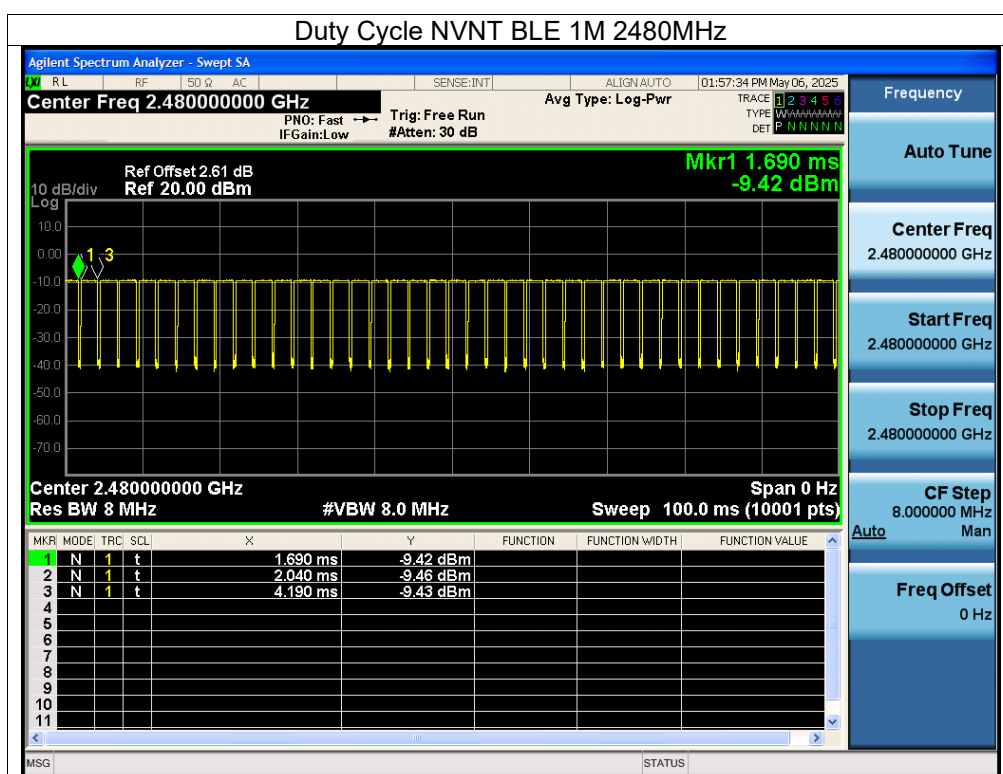 Duty Cycle NVNT BLE 1M 2480MHz
Agilent Spectrum Analyzer - Swept SA
LXI RL RF 50 Ω AC SENSE:INT ALIGN AUTO 01:57:34 PM May 06, 2025
Center Freq 2.480000000 GHz
PNO: Fast
IFGain:Low
Trig: Free Run
#Atten: 30 dB
Avg Type: Log-Pwr
TRACE 1 2 3 4 5 6
TYPE WWWWWWWW
DET P N N N N N
Ref Offset 2.61 dB
Ref 20.00 dBm
10 dB/div
Log
Mkr1 1.690 ms
-9.42 dBm
10.0
0.00
-10.0
-20.0
-30.0
-40.0
-50.0
-60.0
-70.0
1 3
Center 2.480000000 GHz Span 0 Hz
Res BW 8 MHz #VBW 8.0 MHz Sweep 100.0 ms (10001 pts)
MKR MODE TRC SCL X Y FUNCTION FUNCTION WIDTH FUNCTION VALUE
1 N 1 t 1.690 ms -9.42 dBm
2 N 1 t 2.040 ms -9.46 dBm
3 N 1 t 4.190 ms -9.43 dBm
4
5
6
7
8
9
10
11
MSG STATUS
Frequency
Auto Tune
Center Freq
2.480000000 GHz
Start Freq
2.480000000 GHz
Stop Freq
2.480000000 GHz
CF Step
8.000000 MHz
Auto Man
Freq Offset
0 Hz